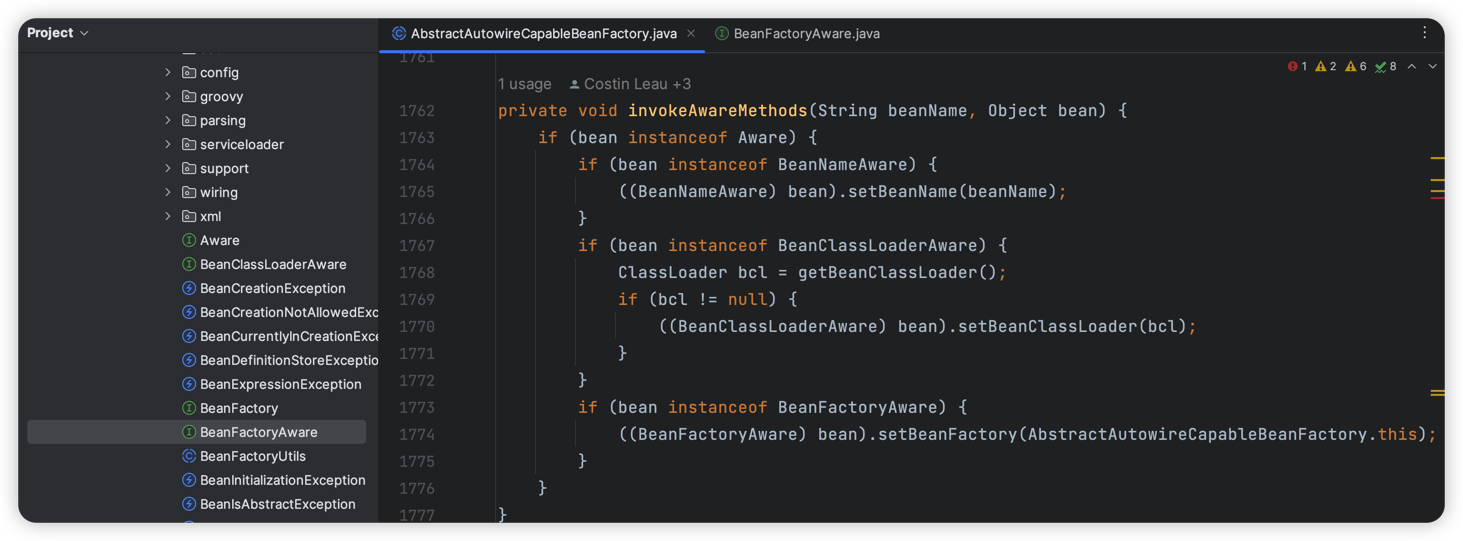 Project
config
groovy
parsing
serviceloader
support
wiring
xml
Aware
BeanClassLoaderAware
BeanCreationException
BeanCreationNotAllowedExc
BeanCurrentlyInCreationExce
BeanDefinitionStoreExceptio
BeanExpressionException
BeanFactory
BeanFactoryAware
BeanFactoryUtils
BeanInitializationException
BeanIsAbstractException
AbstractAutowireCapableBeanFactory.java
BeanFactoryAware.java
1 2 6 8
1761
1 usage Costin Leau +3
1762 private void invokeAwareMethods(String beanName, Object bean) {
1763 if (bean instanceof Aware) {
1764 if (bean instanceof BeanNameAware) {
1765 ((BeanNameAware) bean).setBeanName(beanName);
1766 }
1767 if (bean instanceof BeanClassLoaderAware) {
1768 ClassLoader bcl = getBeanClassLoader();
1769 if (bcl != null) {
1770 ((BeanClassLoaderAware) bean).setBeanClassLoader(bcl);
1771 }
1772 }
1773 if (bean instanceof BeanFactoryAware) {
1774 ((BeanFactoryAware) bean).setBeanFactory(AbstractAutowireCapableBeanFactory.this);
1775 }
1776 }
1777 }